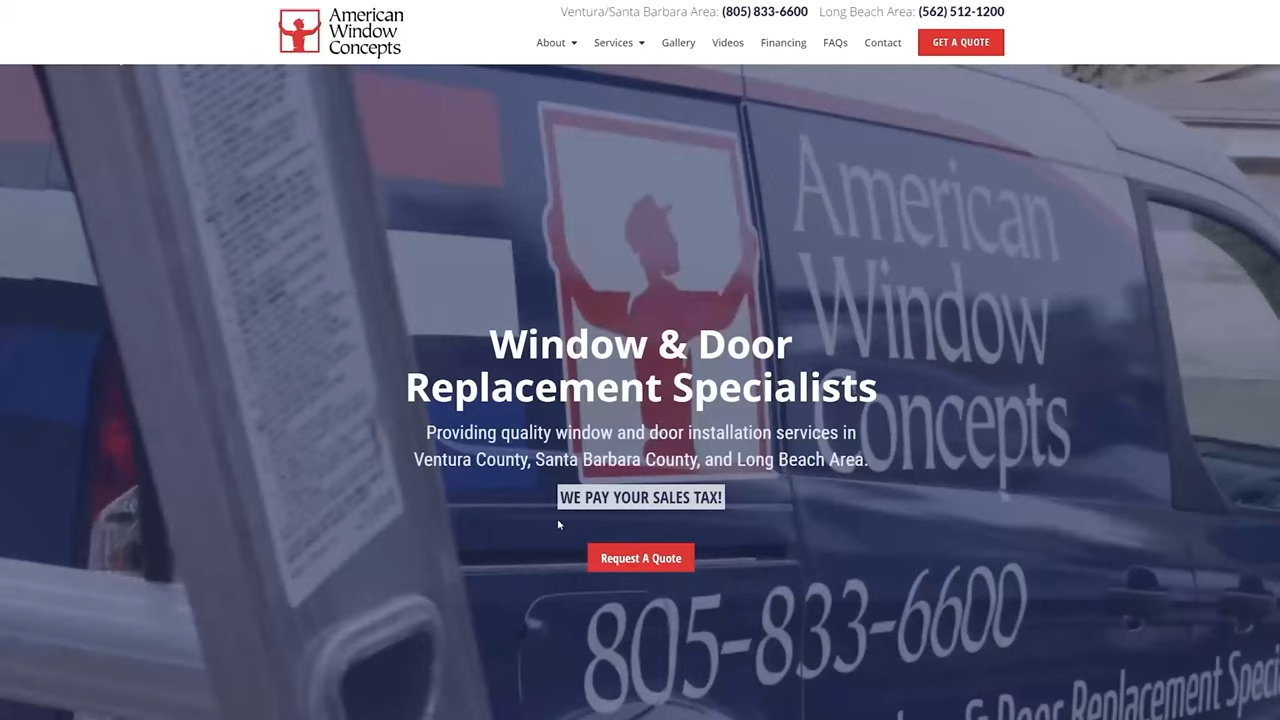 American
Window
Concepts
Ventura/Santa Barbara Area: (805) 833-6600 Long Beach Area: (562) 512-1200
About Services Gallery Videos Financing FAQs Contact GET A QUOTE
American
Window
Concepts
Window & Door
Replacement Specialists
Providing quality window and door installation services in
Ventura County, Santa Barbara County, and Long Beach Area.
WE PAY YOUR SALES TAX!
Request A Quote
805-833-6600
& Door Replacement